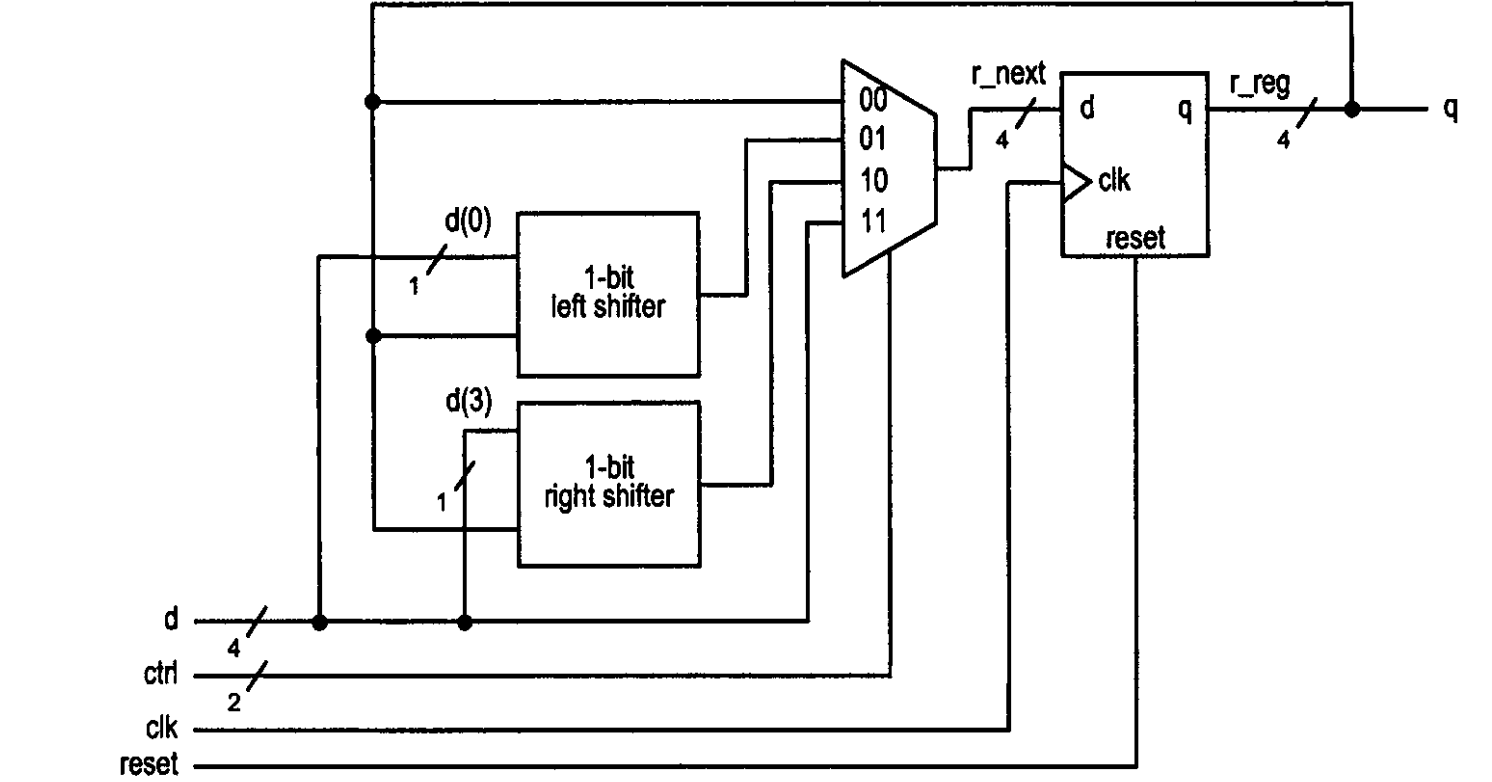 r_next
r_reg
00
d
q
q
01
4
4
10
clk
11
d(0)
reset
1-bit
left shifter
1
d(3)
1-bit
right shifter
1
d
4
ctrl
2
clk
reset